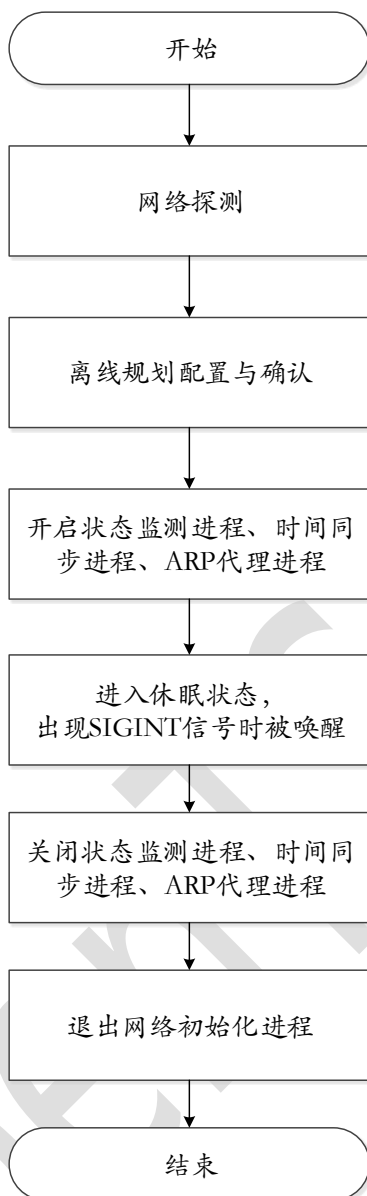 开始
网络探测
离线规划配置与确认
开启状态监测进程、时间同
步进程、ARP代理进程
进入休眠状态，
出现SIGINT信号时被唤醒
关闭状态监测进程、时间同
步进程、ARP代理进程
退出网络初始化进程
结束